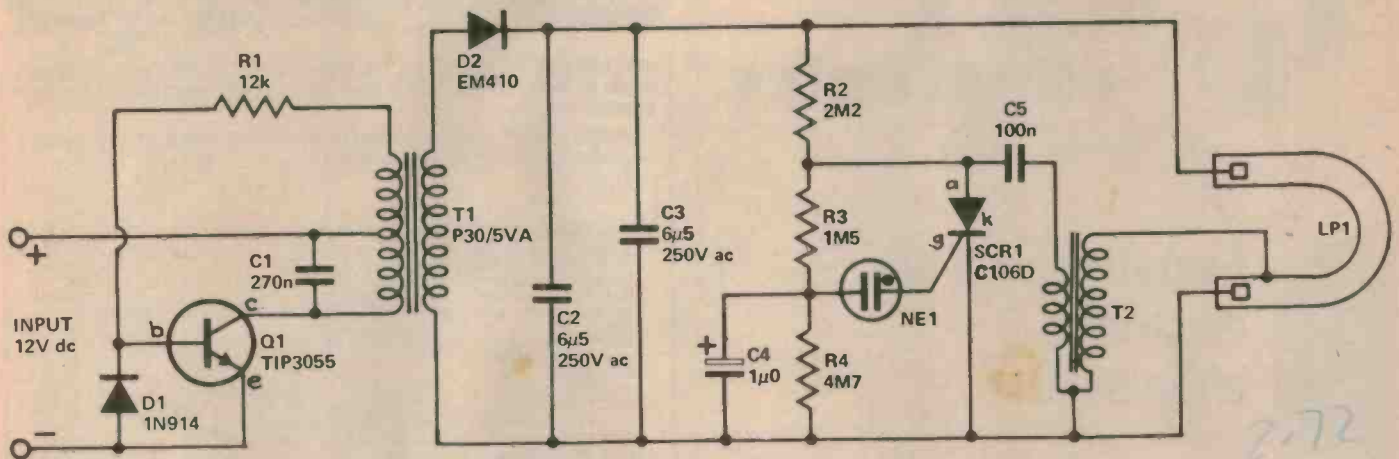 R1
12k
D2
EM410
R2
2M2
C5
100n
T1
P30/5VA
C3
6μ5
250V ac
R3
1M5
a
k
g
SCR1
C106D
LP1
+
C1
270n
c
b
Q1
TIP3055
e
INPUT
12V dc
NE1
T2
C2
6μ5
250V ac
+
C4
1μ0
R4
4M7
D1
1N914
−
2.72